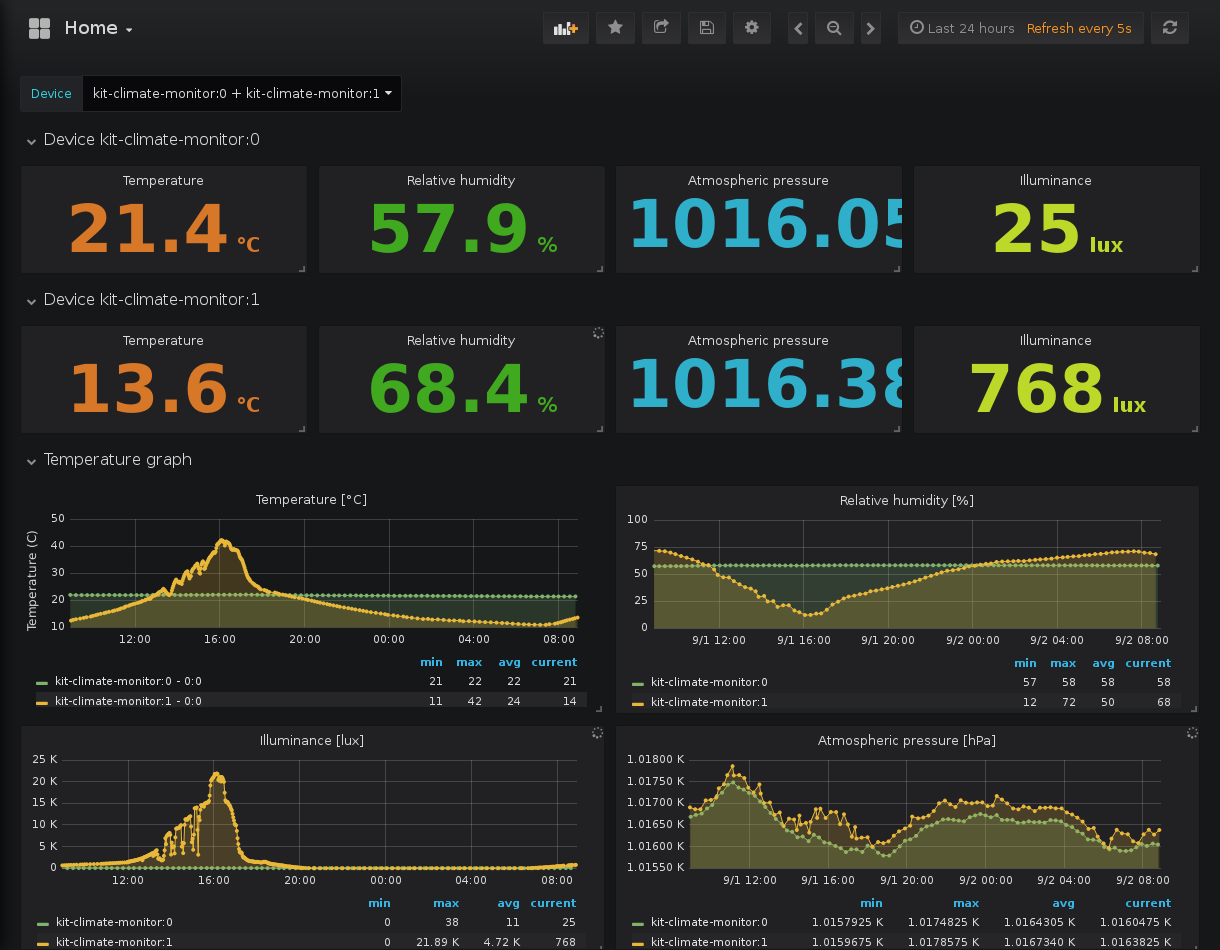 Home
Last 24 hours Refresh every 5s
Device kit-climate-monitor:0 + kit-climate-monitor:1
Device kit-climate-monitor:0
Temperature Relative humidity Atmospheric pressure Illuminance
21.4 °C 57.9 % 1016.05 25 lux
Device kit-climate-monitor:1
Temperature Relative humidity Atmospheric pressure Illuminance
13.6 °C 68.4 % 1016.38 768 lux
Temperature graph
Temperature [°C]
Temperature (C)
50
40
30
20
10
12:00 16:00 20:00 00:00 04:00 08:00
min max avg current
kit-climate-monitor:0 - 0:0 21 22 22 21
kit-climate-monitor:1 - 0:0 11 42 24 14
Relative humidity [%]
100
75
50
25
0
9/1 12:00 9/1 16:00 9/1 20:00 9/2 00:00 9/2 04:00 9/2 08:00
min max avg current
kit-climate-monitor:0 57 58 58 58
kit-climate-monitor:1 12 72 50 68
Illuminance [lux]
25 K
20 K
15 K
10 K
5 K
0
12:00 16:00 20:00 00:00 04:00 08:00
min max avg current
kit-climate-monitor:0 0 38 11 25
kit-climate-monitor:1 0 21.89 K 4.72 K 768
Atmospheric pressure [hPa]
1.01800 K
1.01750 K
1.01700 K
1.01650 K
1.01600 K
1.01550 K
9/1 12:00 9/1 16:00 9/1 20:00 9/2 00:00 9/2 04:00 9/2 08:00
min max avg current
kit-climate-monitor:0 1.0157925 K 1.0174825 K 1.0164305 K 1.0160475 K
kit-climate-monitor:1 1.0159675 K 1.0178575 K 1.0167340 K 1.0163825 K